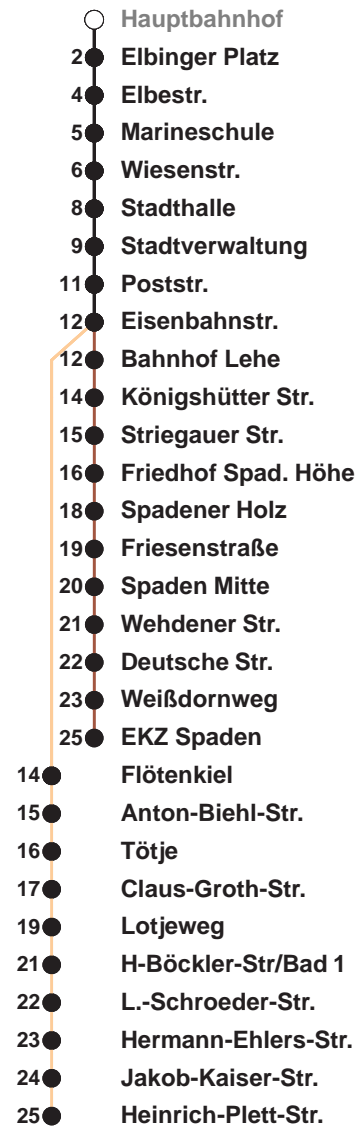 Hauptbahnhof
2 Elbinger Platz
4 Elbestr.
5 Marineschule
6 Wiesenstr.
8 Stadthalle
9 Stadtverwaltung
11 Poststr.
12 Eisenbahnstr.
12 Bahnhof Lehe
14 Königshütter Str.
15 Striegauer Str.
16 Friedhof Spad. Höhe
18 Spadener Holz
19 Friesenstraße
20 Spaden Mitte
21 Wehdener Str.
22 Deutsche Str.
23 Weißdornweg
25 EKZ Spaden
14 Flötenkiel
15 Anton-Biehl-Str.
16 Tötje
17 Claus-Groth-Str.
19 Lotjeweg
21 H-Böckler-Str/Bad 1
22 L.-Schroeder-Str.
23 Hermann-Ehlers-Str.
24 Jakob-Kaiser-Str.
25 Heinrich-Plett-Str.